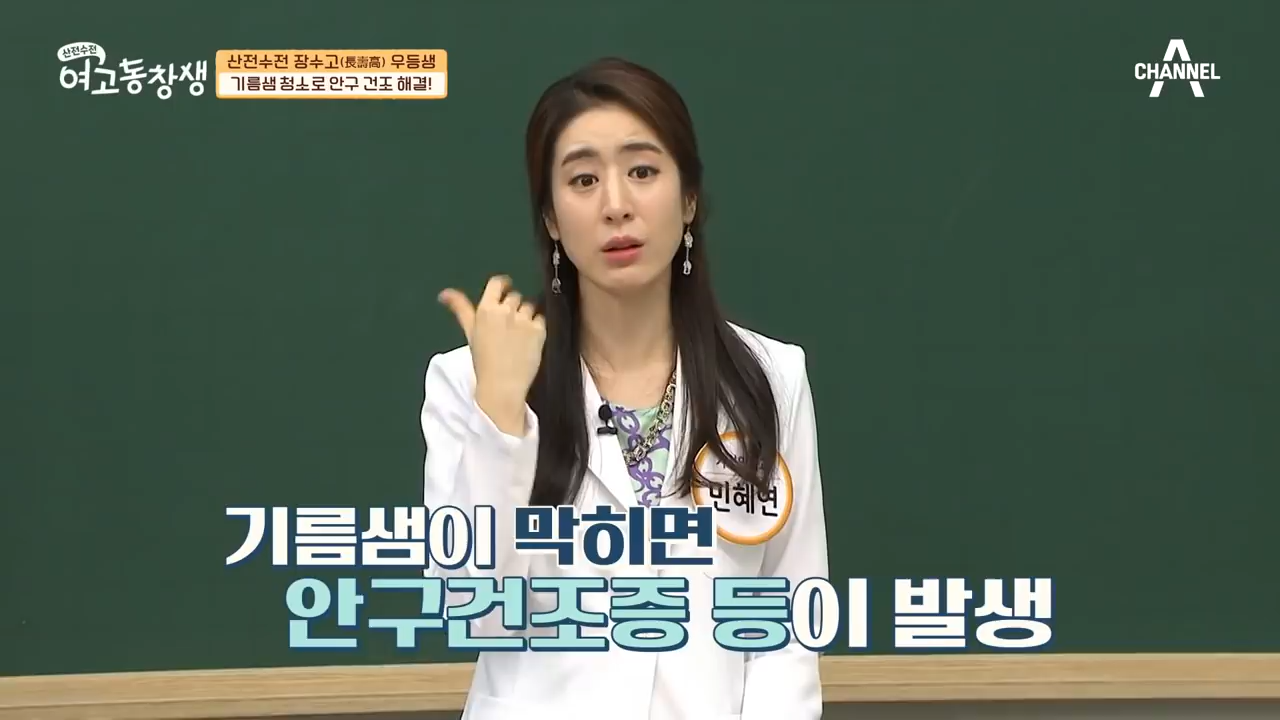 산전수전
여고동창생
산전수전 장수고(長壽高) 우등생
기름샘 청소로 안구 건조 해결!
CHANNEL A
민혜연
기름샘이 막히면
안구건조증 등이 발생